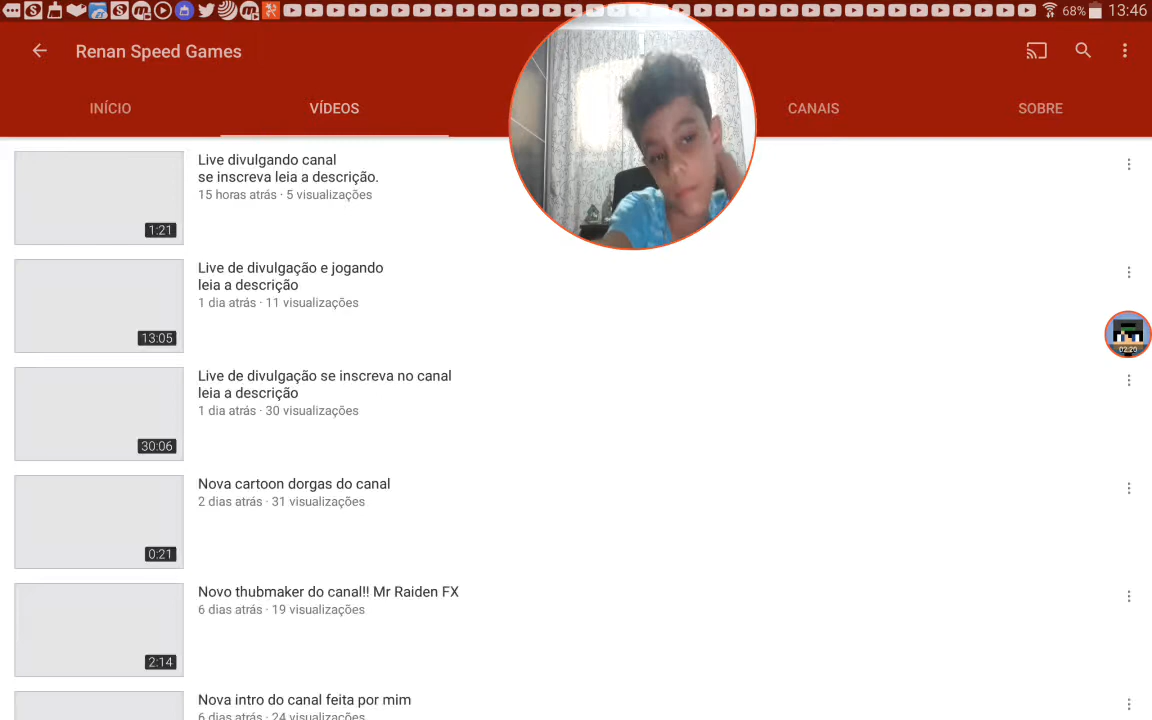 68% 13:46
Renan Speed Games
INÍCIO VÍDEOS CANAIS SOBRE
Live divulgando canal
se inscreva leia a descrição.
15 horas atrás · 5 visualizações
1:21
Live de divulgação e jogando
leia a descrição
1 dia atrás · 11 visualizações
13:05
02:20
Live de divulgação se inscreva no canal
leia a descrição
1 dia atrás · 30 visualizações
30:06
Nova cartoon dorgas do canal
2 dias atrás · 31 visualizações
0:21
Novo thubmaker do canal!! Mr Raiden FX
6 dias atrás · 19 visualizações
2:14
Nova intro do canal feita por mim
6 dias atrás · 24 visualizações